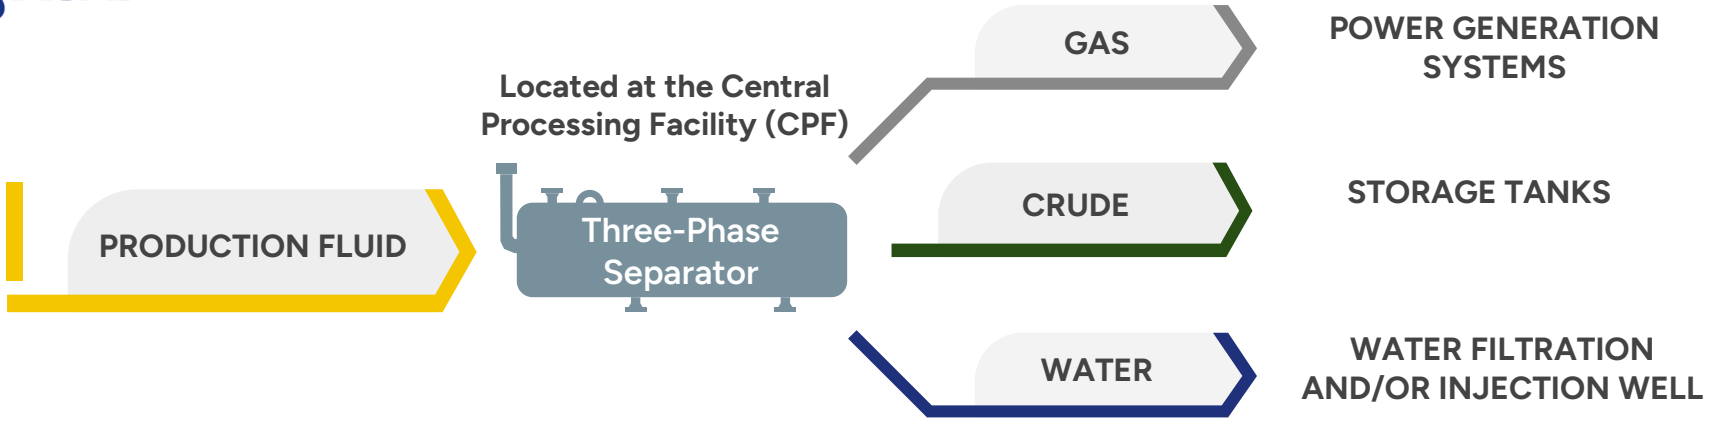 GAS
POWER GENERATION
SYSTEMS
Located at the Central
Processing Facility (CPF)
CRUDE
STORAGE TANKS
PRODUCTION FLUID
Three-Phase
Separator
WATER
WATER FILTRATION
AND/OR INJECTION WELL